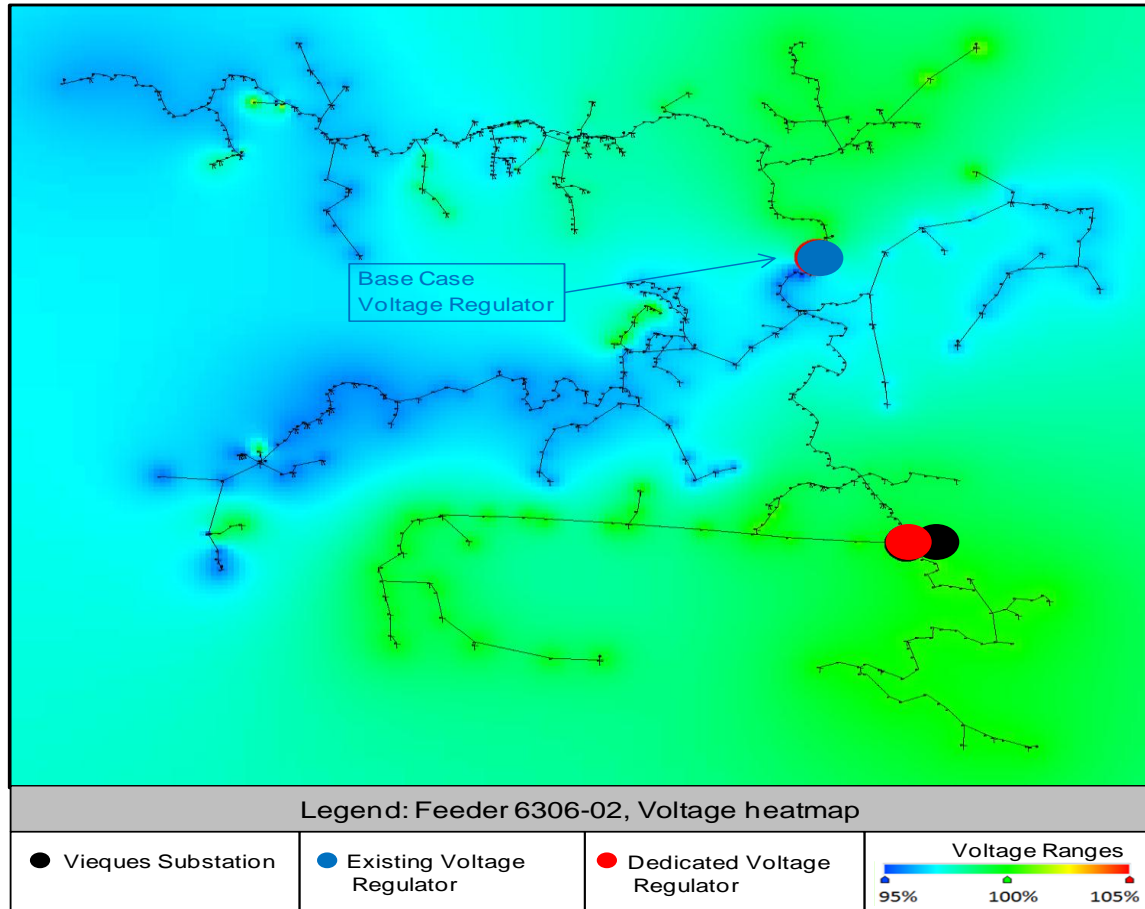 Base Case
Voltage Regulator
Legend: Feeder 6306-02, Voltage heatmap
Vieques Substation
Existing Voltage
Regulator
Dedicated Voltage
Regulator
Voltage Ranges
95% 100% 105%